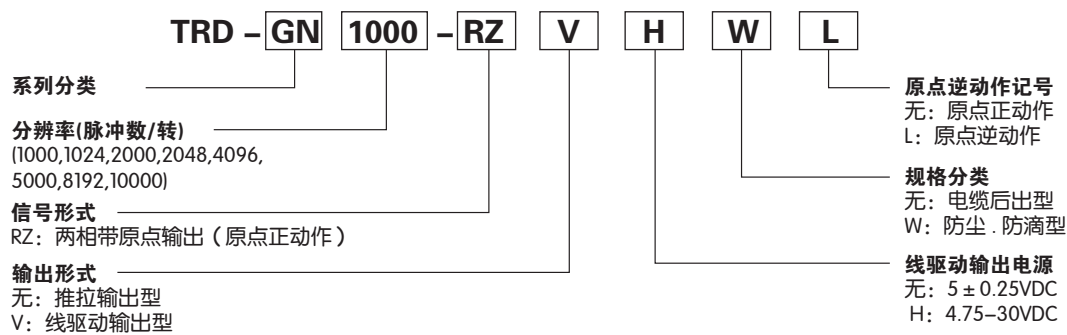 TRD – GN 1000 – RZ V H W L
系列分类
分辨率(脉冲数/转)
(1000,1024,2000,2048,4096,
5000,8192,10000)
信号形式
RZ：两相带原点输出（原点正动作）
输出形式
无：推拉输出型
V：线驱动输出型
原点逆动作记号
无：原点正动作
L：原点逆动作
规格分类
无：电缆后出型
W：防尘 . 防滴型
线驱动输出电源
无：5 ± 0.25VDC
H：4.75–30VDC